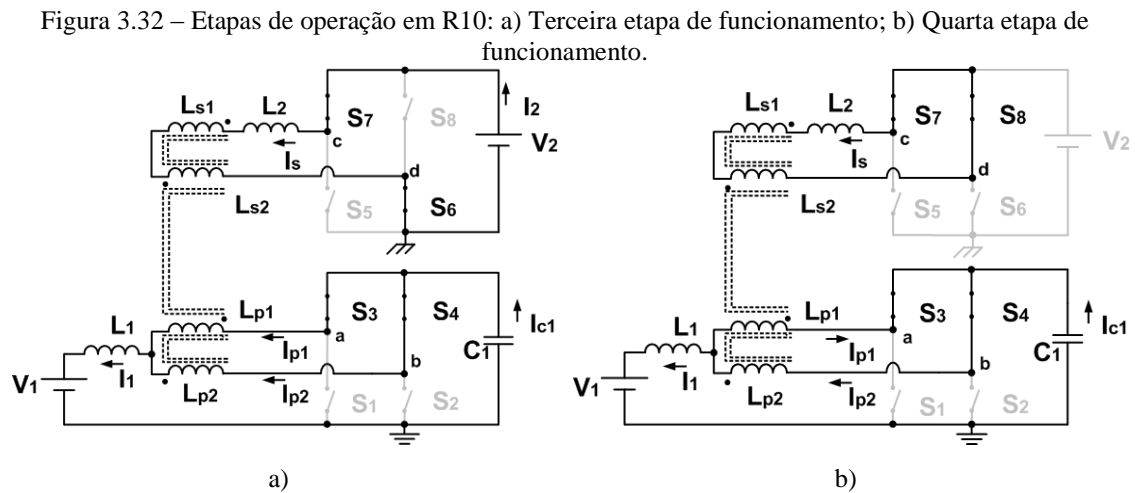 Figura 3.32 – Etapas de operação em R10: a) Terceira etapa de funcionamento; b) Quarta etapa de
funcionamento.
Ls1 L2 S7 S8 I2
c V2
Is
d
Ls2 S5 S6
Lp1 S3 S4
L1 a Ic1
Ip1 C1
b
V1 I1
Lp2 Ip2 S1 S2
a)
Ls1 L2 S7 S8
c V2
Is
d
Ls2 S5 S6
Lp1 S3 S4
L1 a Ic1
Ip1 C1
b
V1 I1
Lp2 Ip2 S1 S2
b)